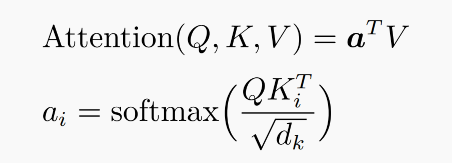 Attention(Q, K, V) = a^T V
a_i = softmax(QK_i^T / √d_k)